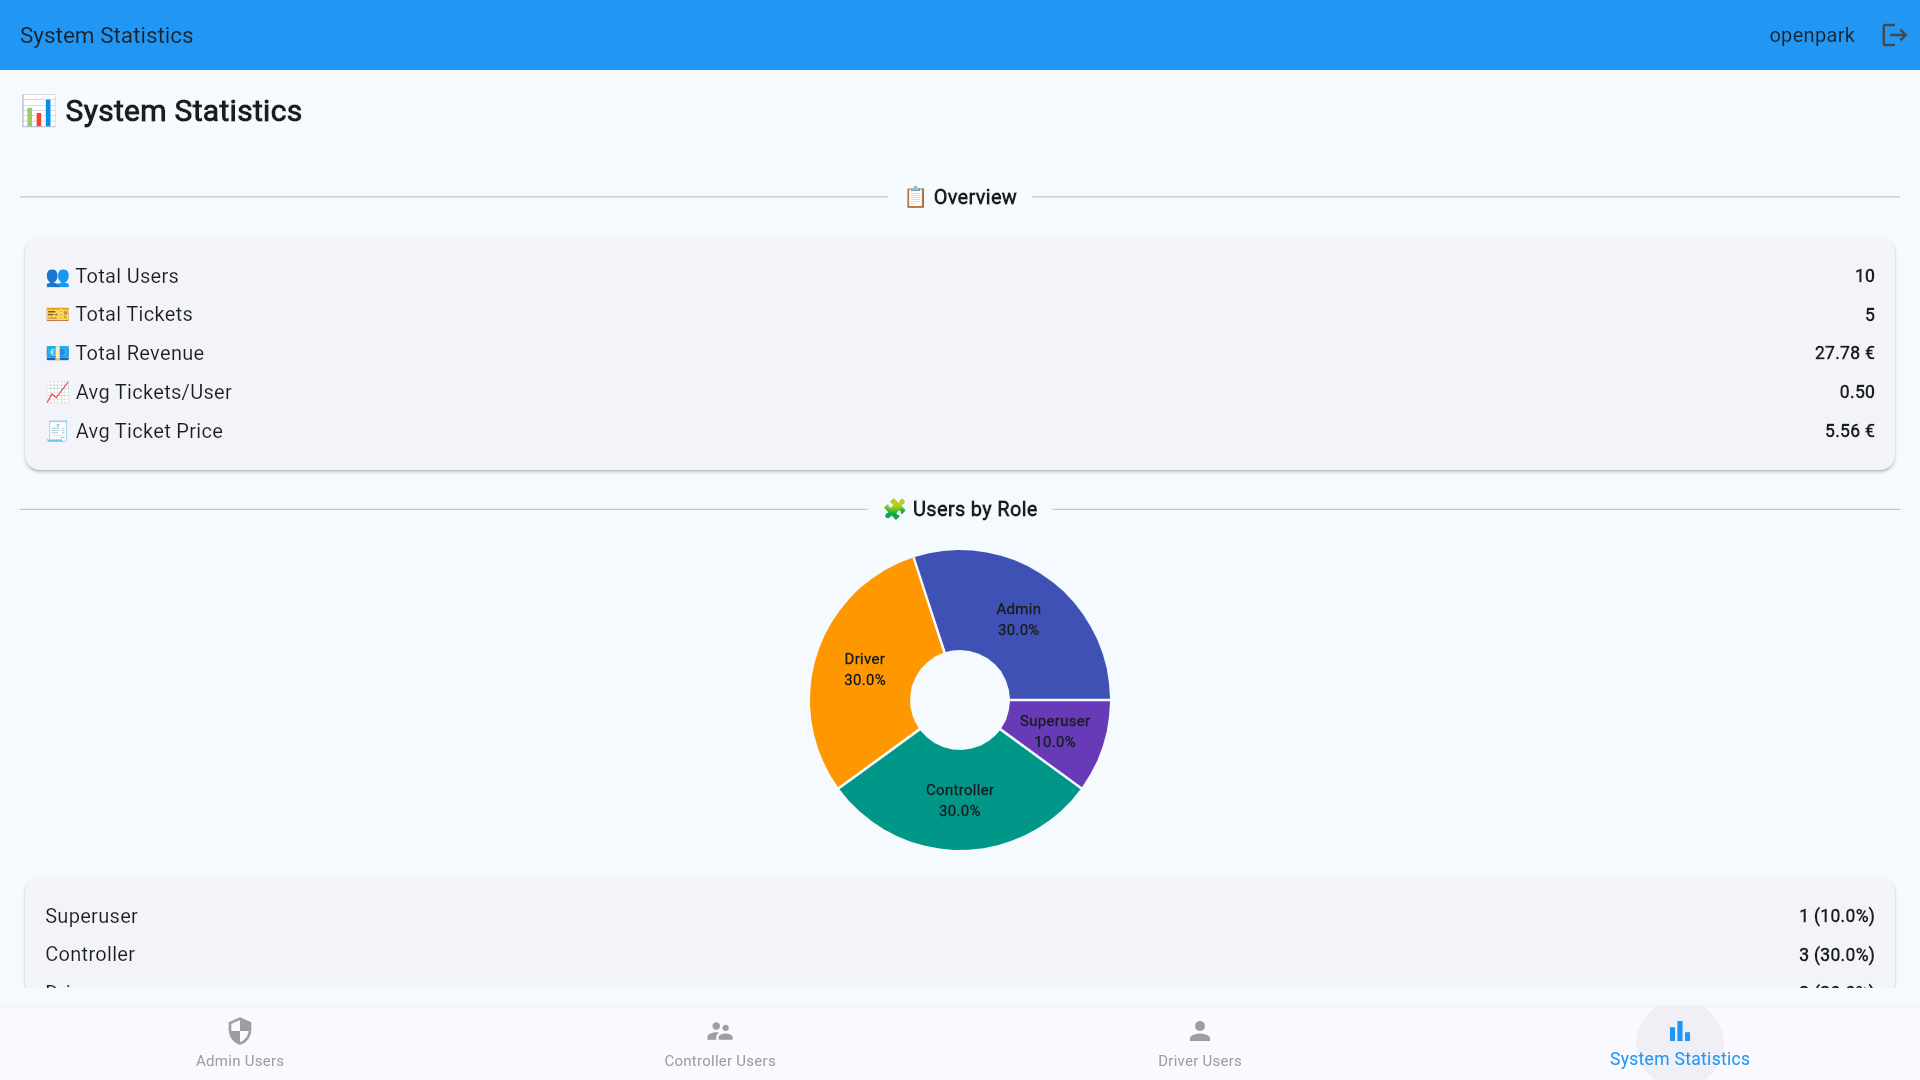 System Statistics
openpark
📊 System Statistics
📋 Overview
👥 Total Users 10
🎫 Total Tickets 5
💶 Total Revenue 27.78 €
📈 Avg Tickets/User 0.50
🧾 Avg Ticket Price 5.56 €
🧩 Users by Role
Admin
30.0%
Driver
30.0%
Superuser
10.0%
Controller
30.0%
Superuser 1 (10.0%)
Controller 3 (30.0%)
Admin Users
Controller Users
Driver Users
System Statistics